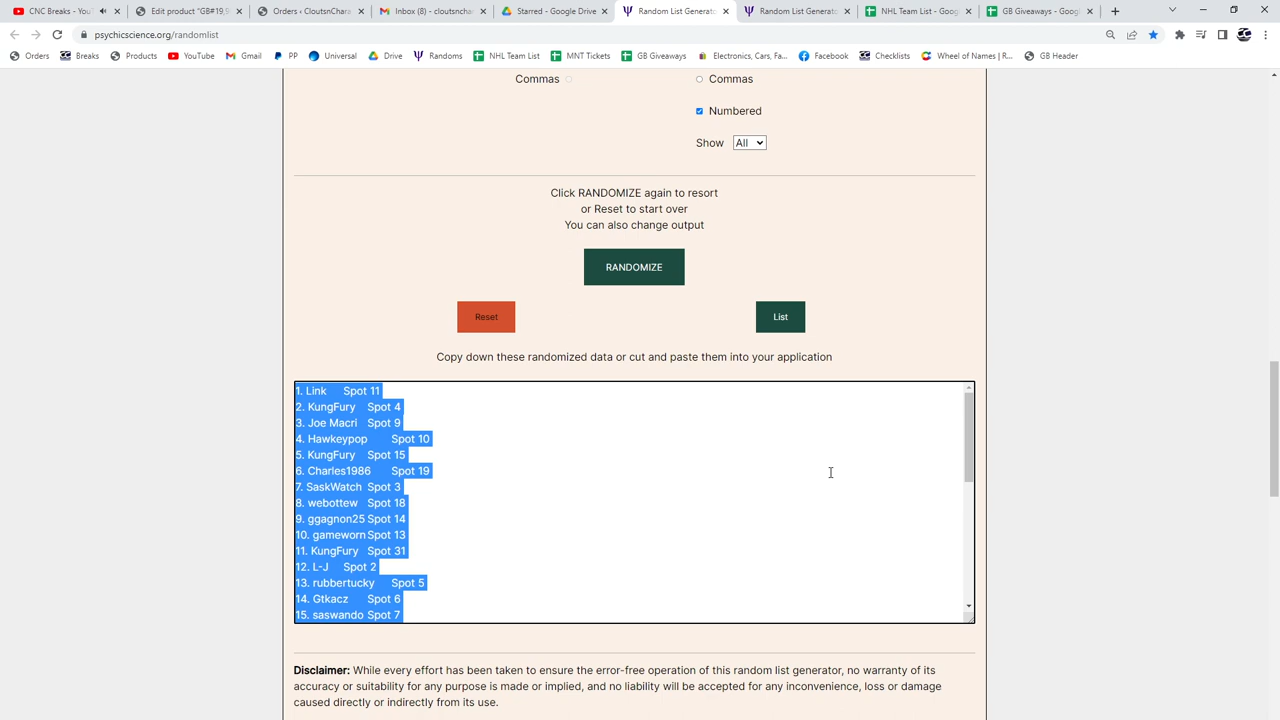 CNC Breaks - You
Edit product "GB#19,9
Orders ‹ CloutsnChara
Inbox (8) - cloutsnchar
Starred - Google Drive
Random List Generato
Random List Generato
NHL Team List - Goog
GB Giveaways - Goog
psychicscience.org/randomlist
Orders Breaks Products YouTube Gmail PP Universal Drive Randoms NHL Team List MNT Tickets GB Giveaways Electronics, Cars, Fa... Facebook Checklists Wheel of Names | R... GB Header
Commas Commas
Numbered
Show All
Click RANDOMIZE again to resort
or Reset to start over
You can also change output
RANDOMIZE
Reset List
Copy down these randomized data or cut and paste them into your application
1. Link Spot 11
2. KungFury Spot 4
3. Joe Macri Spot 9
4. Hawkeypop Spot 10
5. KungFury Spot 15
6. Charles1986 Spot 19
7. SaskWatch Spot 3
8. webottew Spot 18
9. ggagnon25 Spot 14
10. gameworn Spot 13
11. KungFury Spot 31
12. L-J Spot 2
13. rubbertucky Spot 5
14. Gtkacz Spot 6
15. saswando Spot 7
Disclaimer: While every effort has been taken to ensure the error-free operation of this random list generator, no warranty of its
accuracy or suitability for any purpose is made or implied, and no liability will be accepted for any inconvenience, loss or damage
caused directly or indirectly from its use.